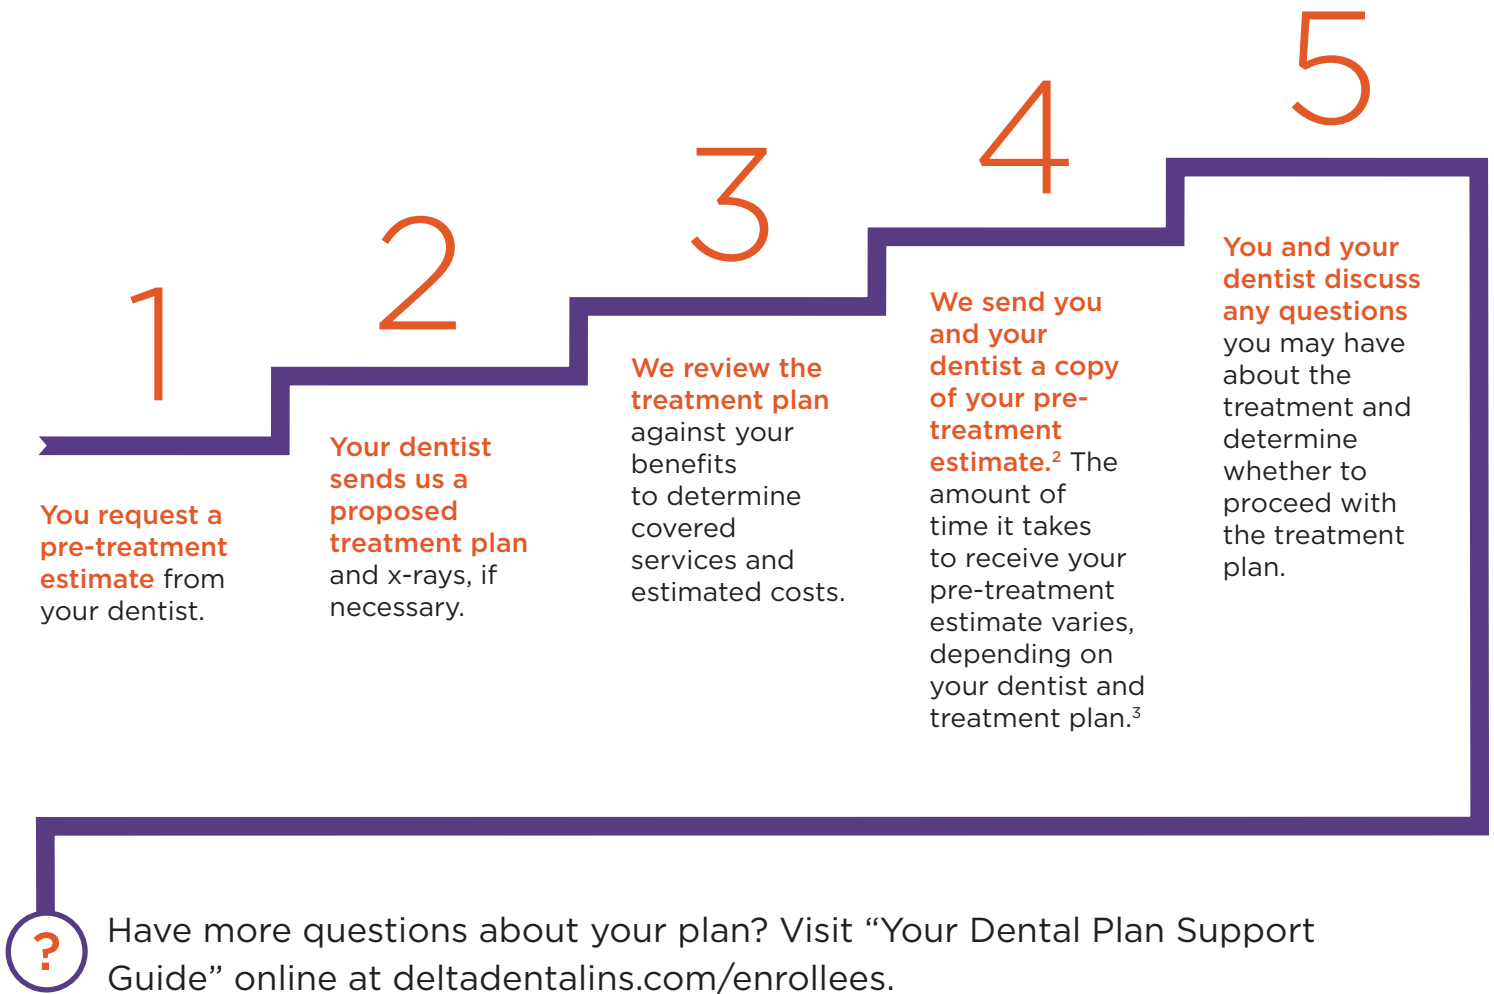 1
You request a
pre-treatment
estimate from
your dentist.
2
Your dentist
sends us a
proposed
treatment plan
and x-rays, if
necessary.
3
We review the
treatment plan
against your
benefits
to determine
covered
services and
estimated costs.
4
We send you
and your
dentist a copy
of your pre-
treatment
estimate.² The
amount of
time it takes
to receive your
pre-treatment
estimate varies,
depending on
your dentist and
treatment plan.³
5
You and your
dentist discuss
any questions
you may have
about the
treatment and
determine
whether to
proceed with
the treatment
plan.
?
Have more questions about your plan? Visit “Your Dental Plan Support
Guide” online at deltadentalins.com/enrollees.